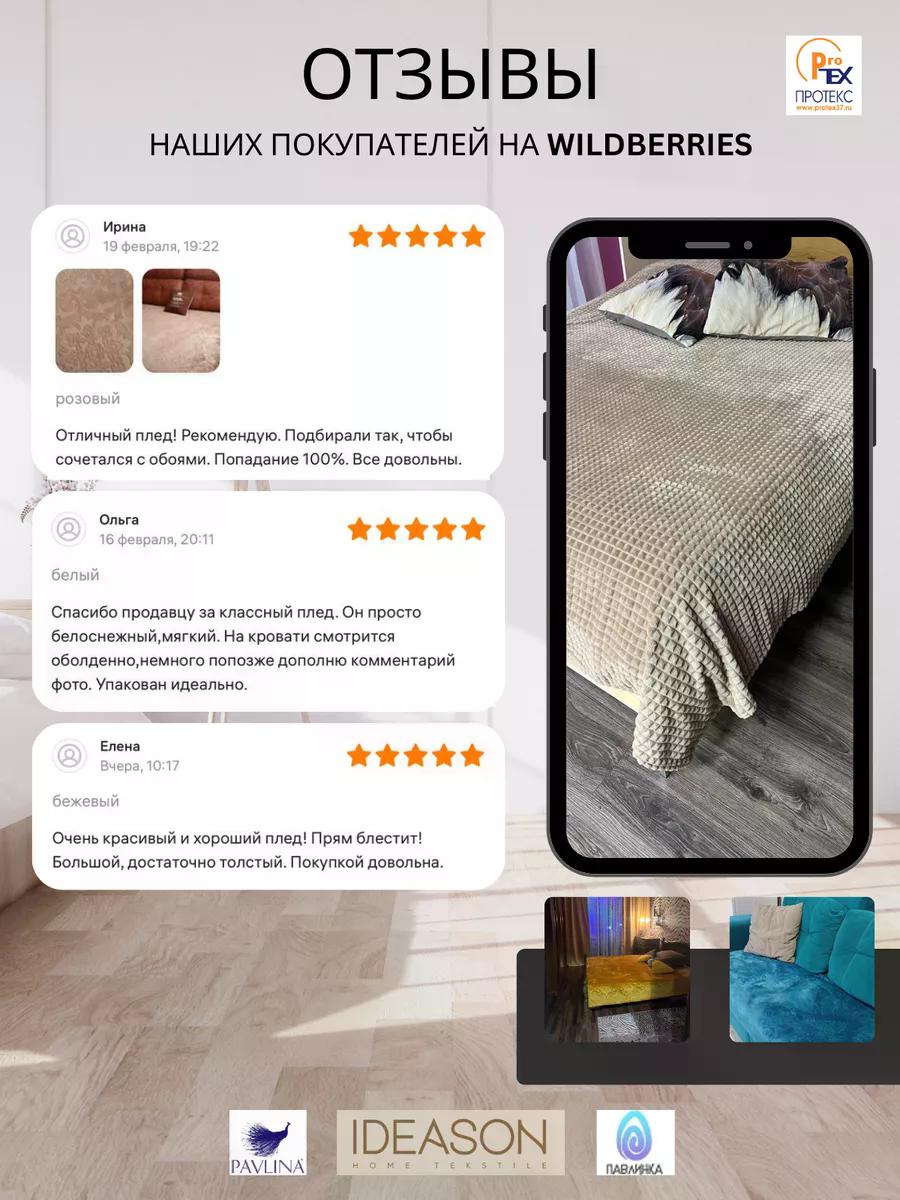 ОТЗЫВЫ
НАШИХ ПОКУПАТЕЛЕЙ НА WILDBERRIES
Pro
TEX
ПРОТЕКС
www.protex37.ru
Ирина
19 февраля, 19:22
розовый
Отличный плед! Рекомендую. Подбирали так, чтобы
сочетался с обоями. Попадание 100%. Все довольны.
Ольга
16 февраля, 20:11
белый
Спасибо продавцу за классный плед. Он просто
белоснежный,мягкий. На кровати смотрится
оболденно,немного попозже дополню комментарий
фото. Упакован идеально.
Елена
Вчера, 10:17
бежевый
Очень красивый и хороший плед! Прям блестит!
Большой, достаточно толстый. Покупкой довольна.
PAVLINA
IDEASON
HOME TEKSTILE
ПАВЛИНКА